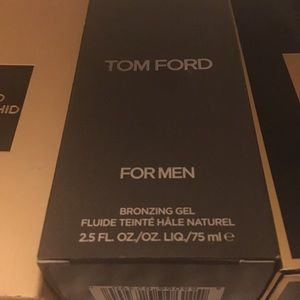 TOM FORD
FOR MEN
BRONZING GEL
FLUIDE TEINTÉ HÂLE NATUREL
2.5 FL. OZ./OZ. LIQ./75 ml ℮